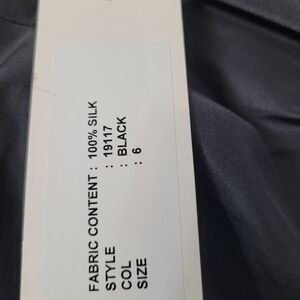 FABRIC CONTENT : 100% SILK
STYLE : 19117
COL : BLACK
SIZE : 6